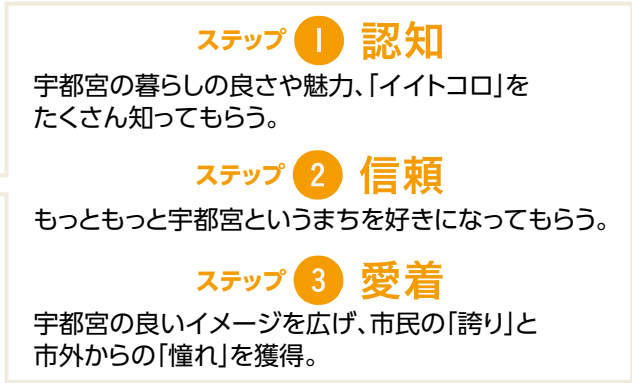 ステップ 1 認知
宇都宮の暮らしの良さや魅力、「イイトコロ」を
たくさん知ってもらう。
ステップ 2 信頼
もっともっと宇都宮というまちを好きになってもらう。
ステップ 3 愛着
宇都宮の良いイメージを広げ、市民の「誇り」と
市外からの「憧れ」を獲得。